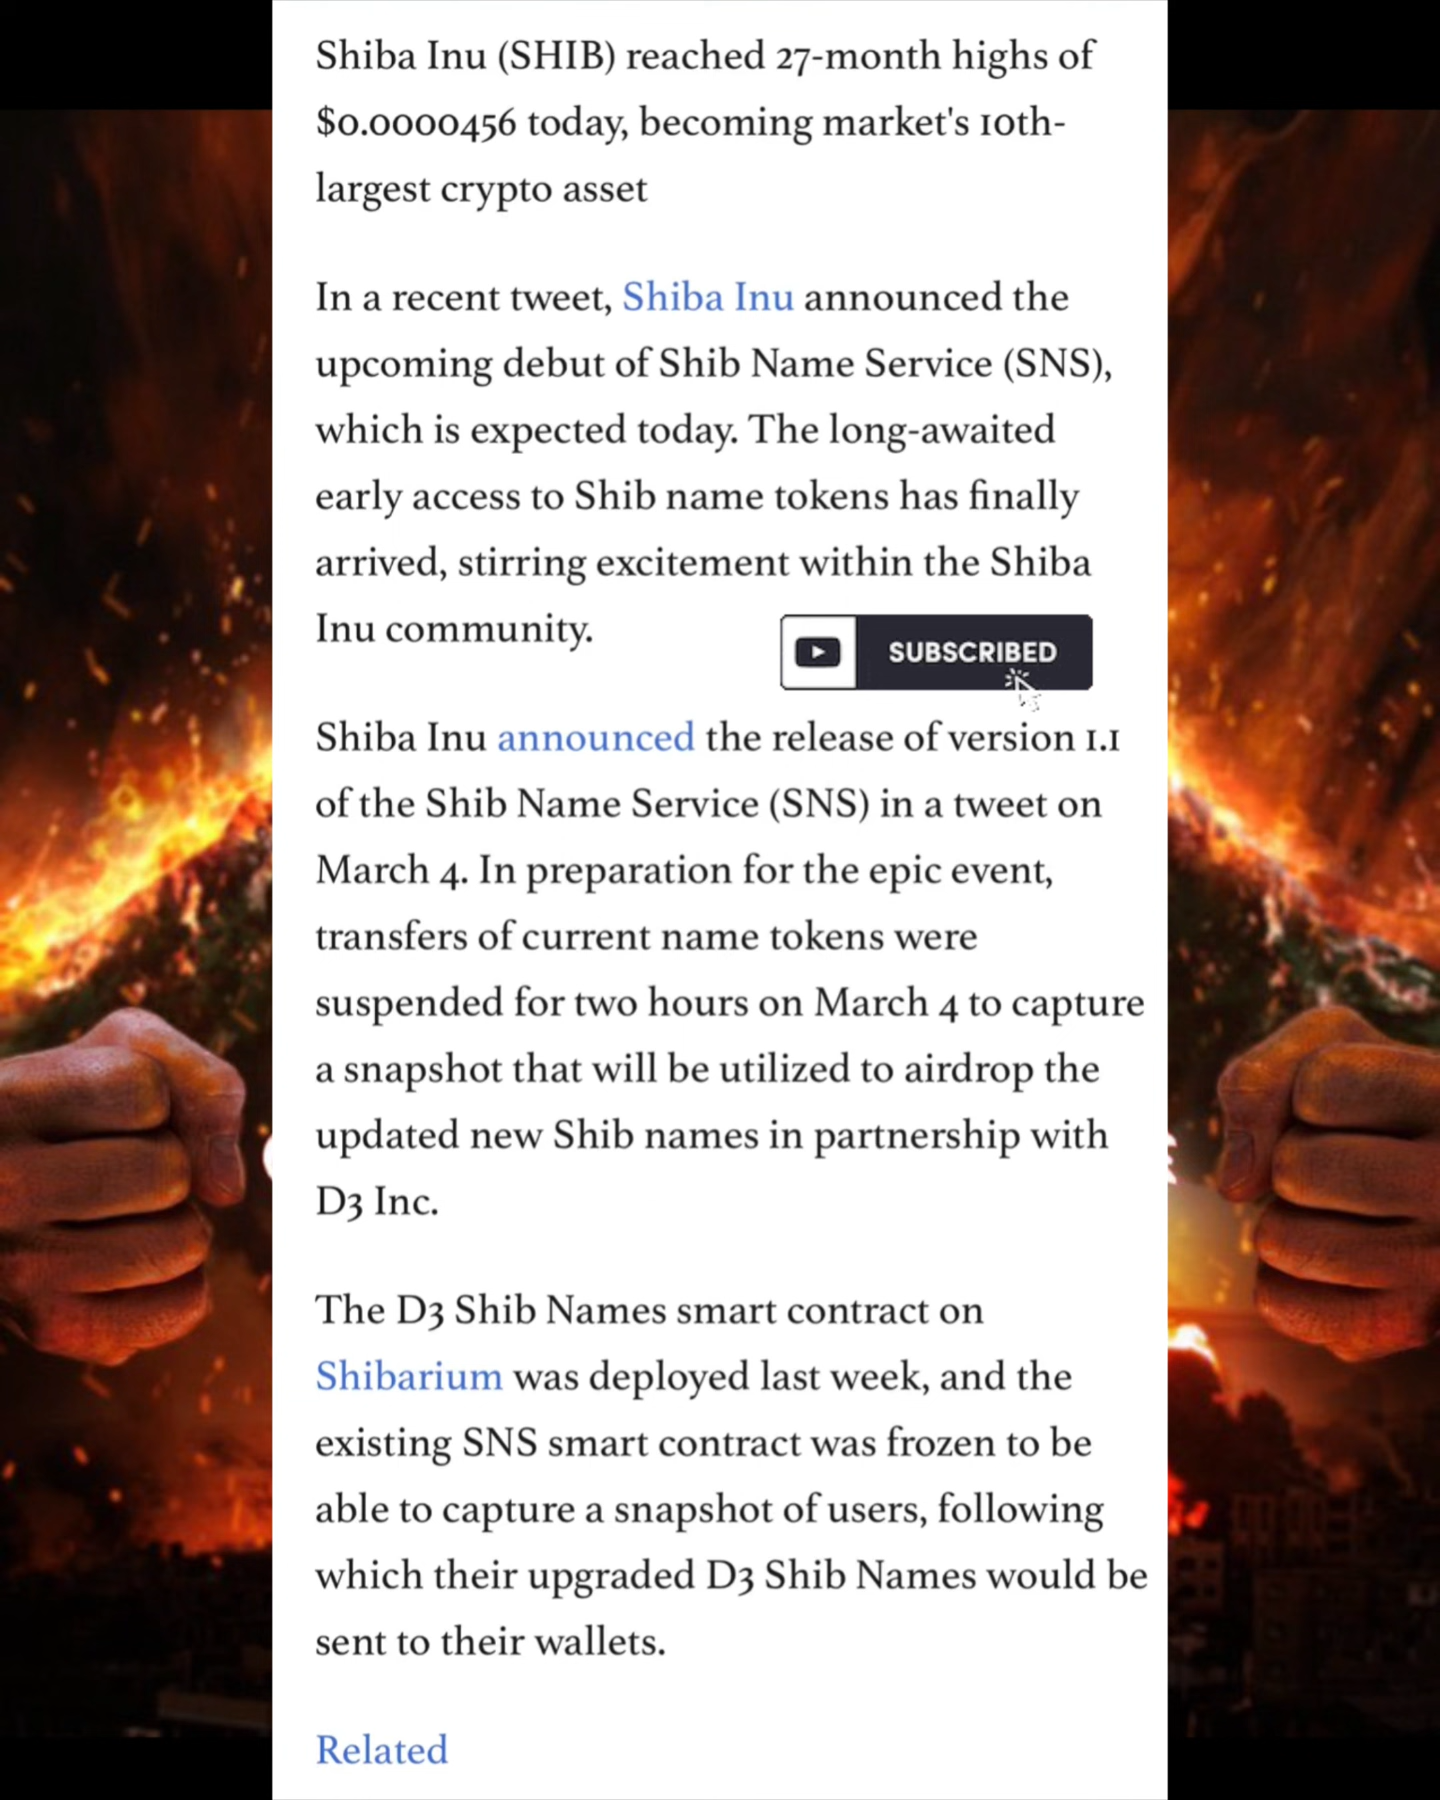 Shiba Inu (SHIB) reached 27-month highs of
$0.0000456 today, becoming market's 10th-
largest crypto asset
In a recent tweet, Shiba Inu announced the
upcoming debut of Shib Name Service (SNS),
which is expected today. The long-awaited
early access to Shib name tokens has finally
arrived, stirring excitement within the Shiba
Inu community.
SUBSCRIBED
Shiba Inu announced the release of version 1.1
of the Shib Name Service (SNS) in a tweet on
March 4. In preparation for the epic event,
transfers of current name tokens were
suspended for two hours on March 4 to capture
a snapshot that will be utilized to airdrop the
updated new Shib names in partnership with
D3 Inc.
The D3 Shib Names smart contract on
Shibarium was deployed last week, and the
existing SNS smart contract was frozen to be
able to capture a snapshot of users, following
which their upgraded D3 Shib Names would be
sent to their wallets.
Related